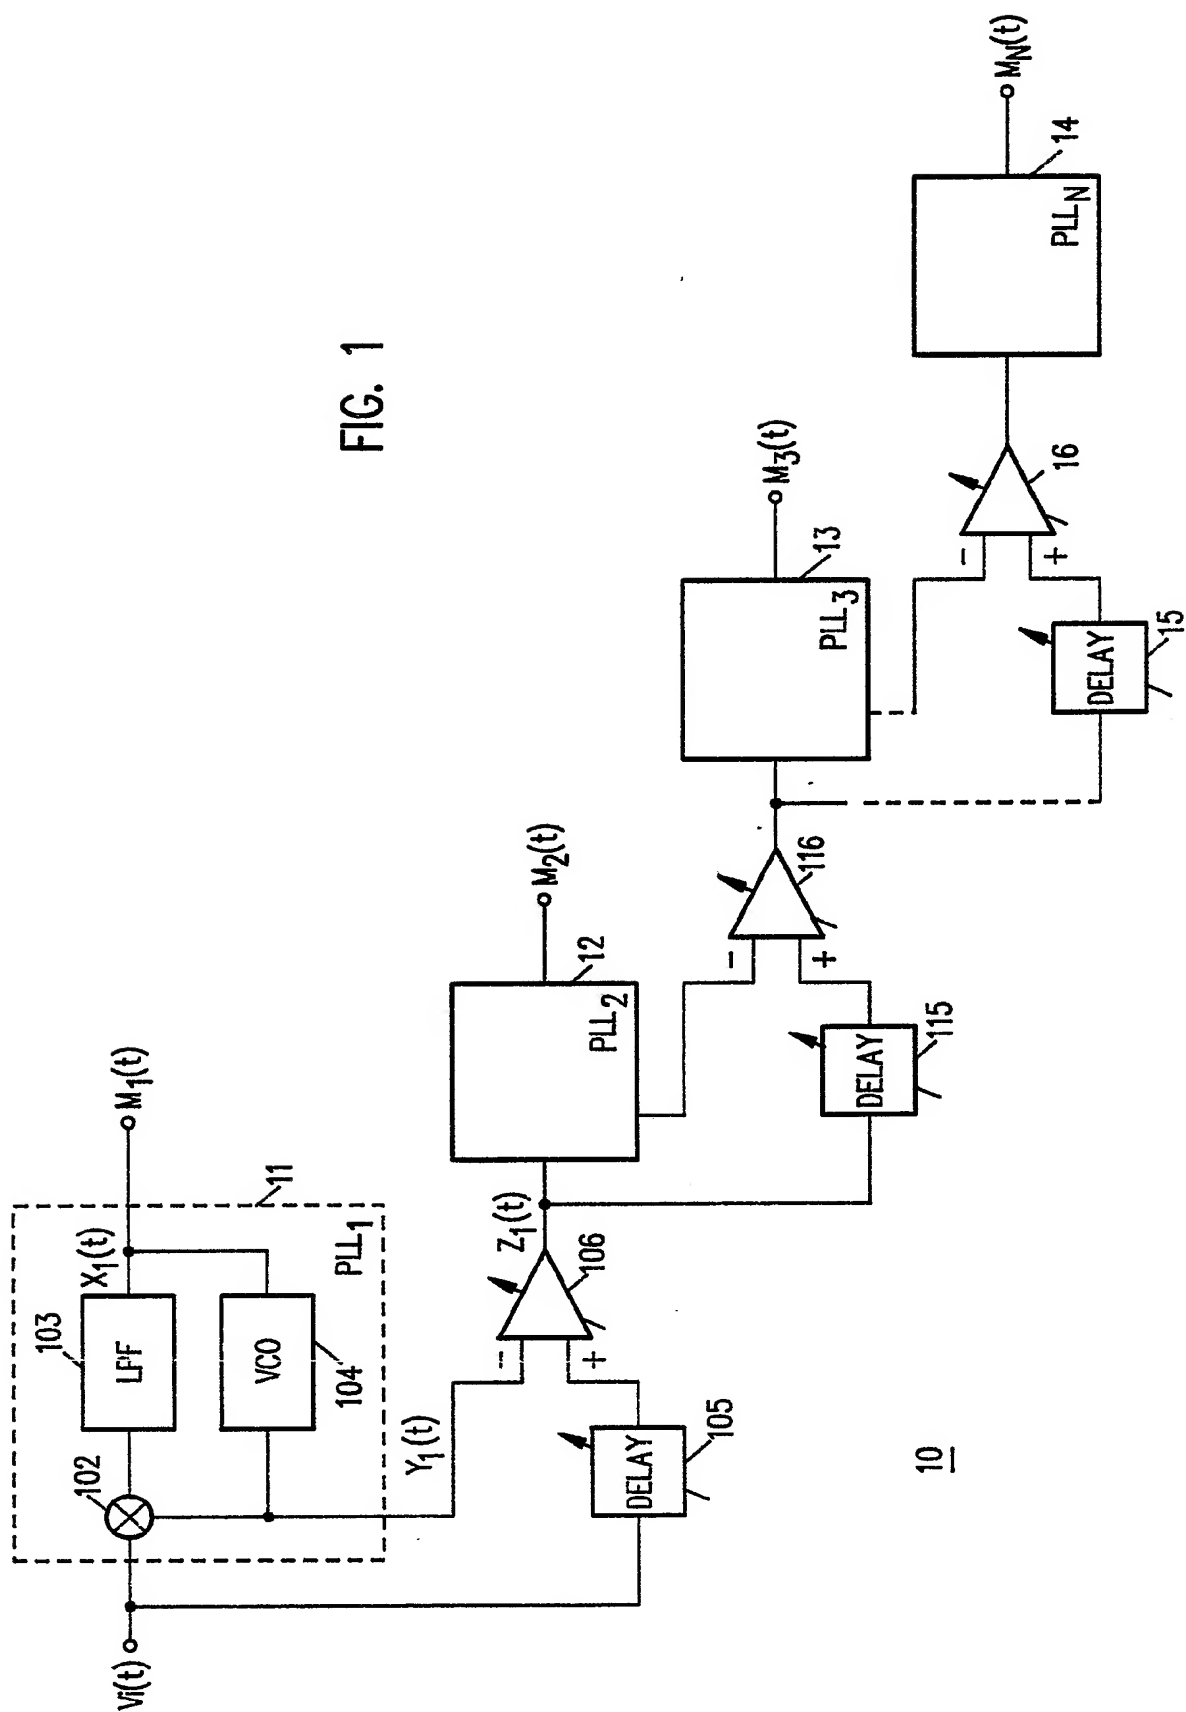 FIG. 1
Vi(t)
102
103
LPF
X1(t)
M1(t)
VCO
104
PLL1
11
Y1(t)
DELAY
105
-
+
106
Z1(t)
PLL2
12
M2(t)
DELAY
115
-
+
116
PLL3
13
M3(t)
DELAY
15
-
+
16
PLLN
14
MN(t)
10